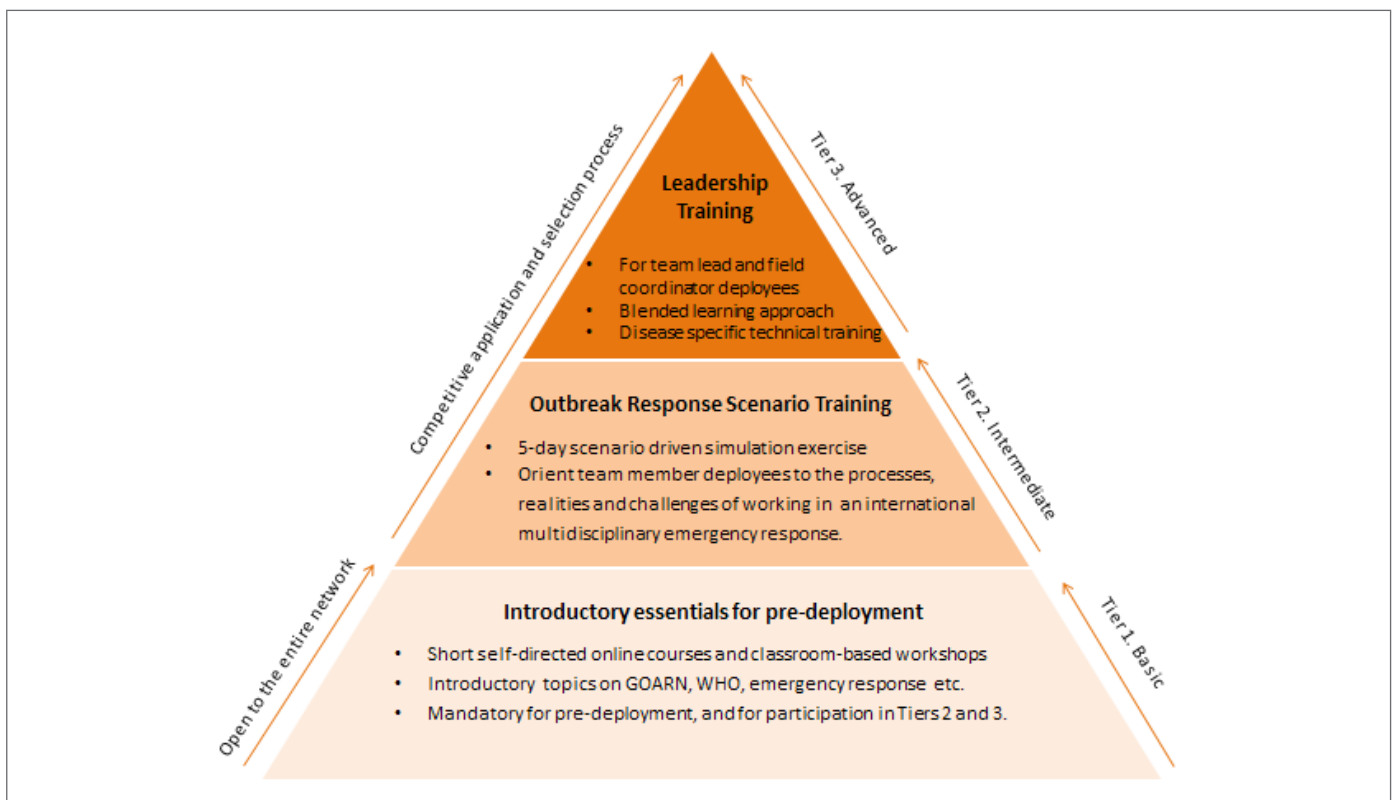 Leadership
Training
• For team lead and field
coordinator deployees
• Blended learning approach
• Disease specific technical training
Outbreak Response Scenario Training
• 5-day scenario driven simulation exercise
• Orient team member deployees to the processes,
realities and challenges of working in an international
multidisciplinary emergency response.
Introductory essentials for pre-deployment
• Short self-directed online courses and classroom-based workshops
• Introductory topics on GOARN, WHO, emergency response etc.
• Mandatory for pre-deployment, and for participation in Tiers 2 and 3.
Competitive application and selection process
Open to the entire network
Tier 3. Advanced
Tier 2. Intermediate
Tier 1. Basic